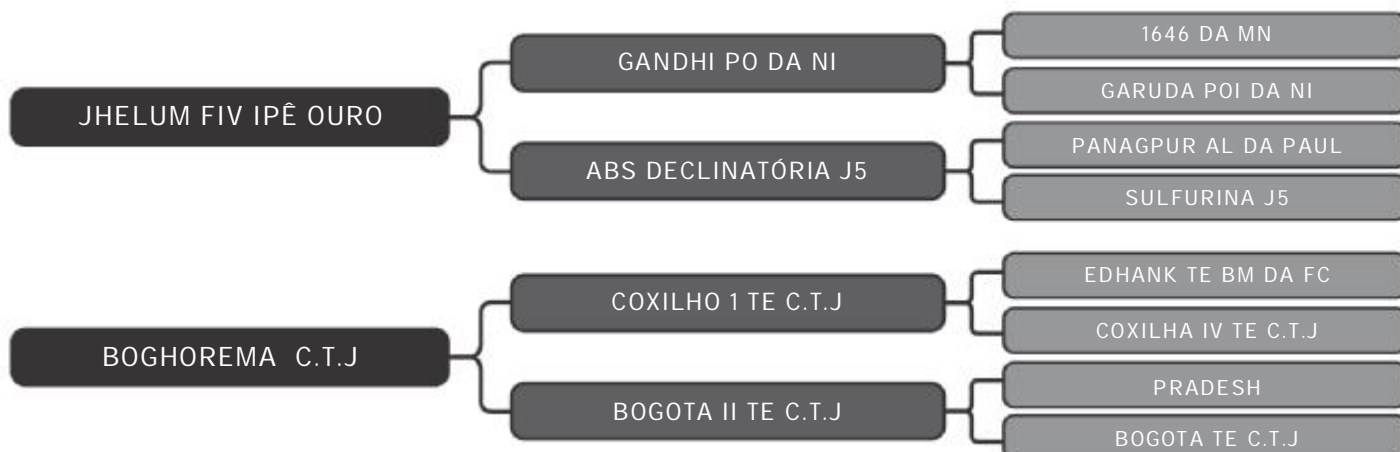 JHELUM FIV IPÊ OURO
GANDHI PO DA NI
1646 DA MN
GARUDA POI DA NI
ABS DECLINATÓRIA J5
PANAGPUR AL DA PAUL
SULFURINA J5
BOGHOREMA C.T.J
COXILHO 1 TE C.T.J
EDHANK TE BM DA FC
COXILHA IV TE C.T.J
BOGOTA II TE C.T.J
PRADESH
BOGOTA TE C.T.J